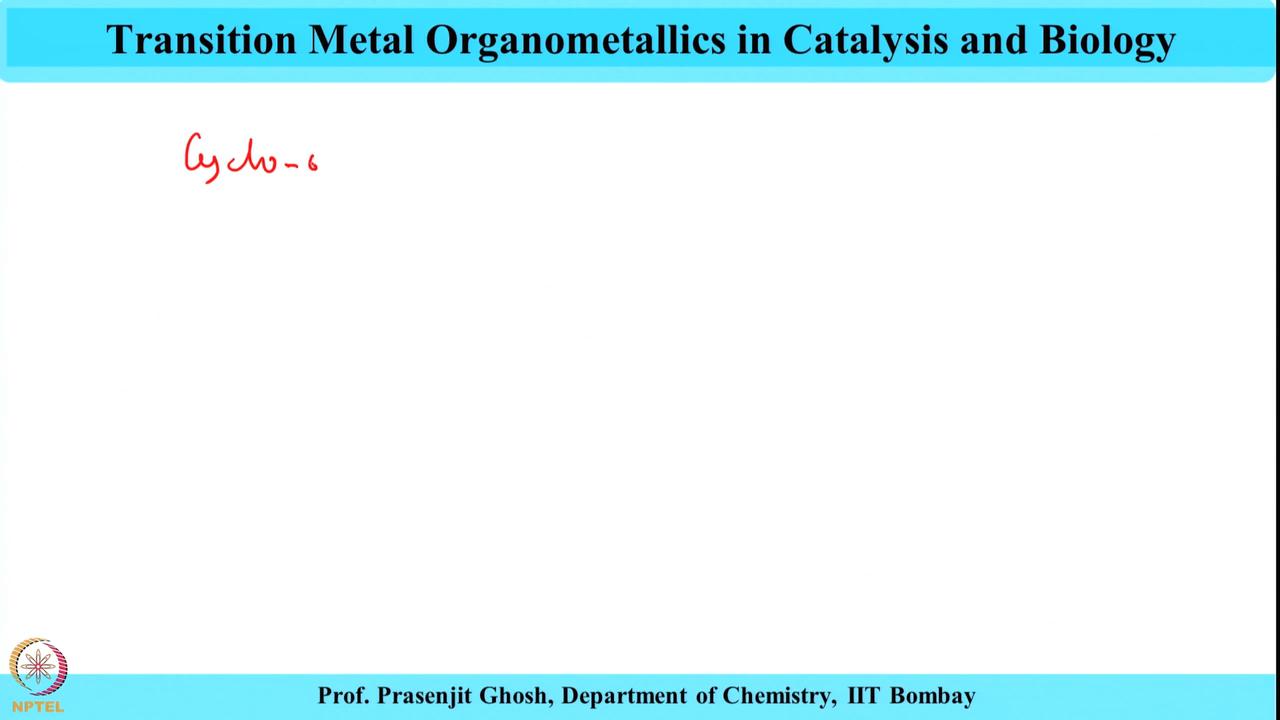 Transition Metal Organometallics in Catalysis and Biology
Cyclo-
NPTEL
Prof. Prasenjit Ghosh, Department of Chemistry, IIT Bombay